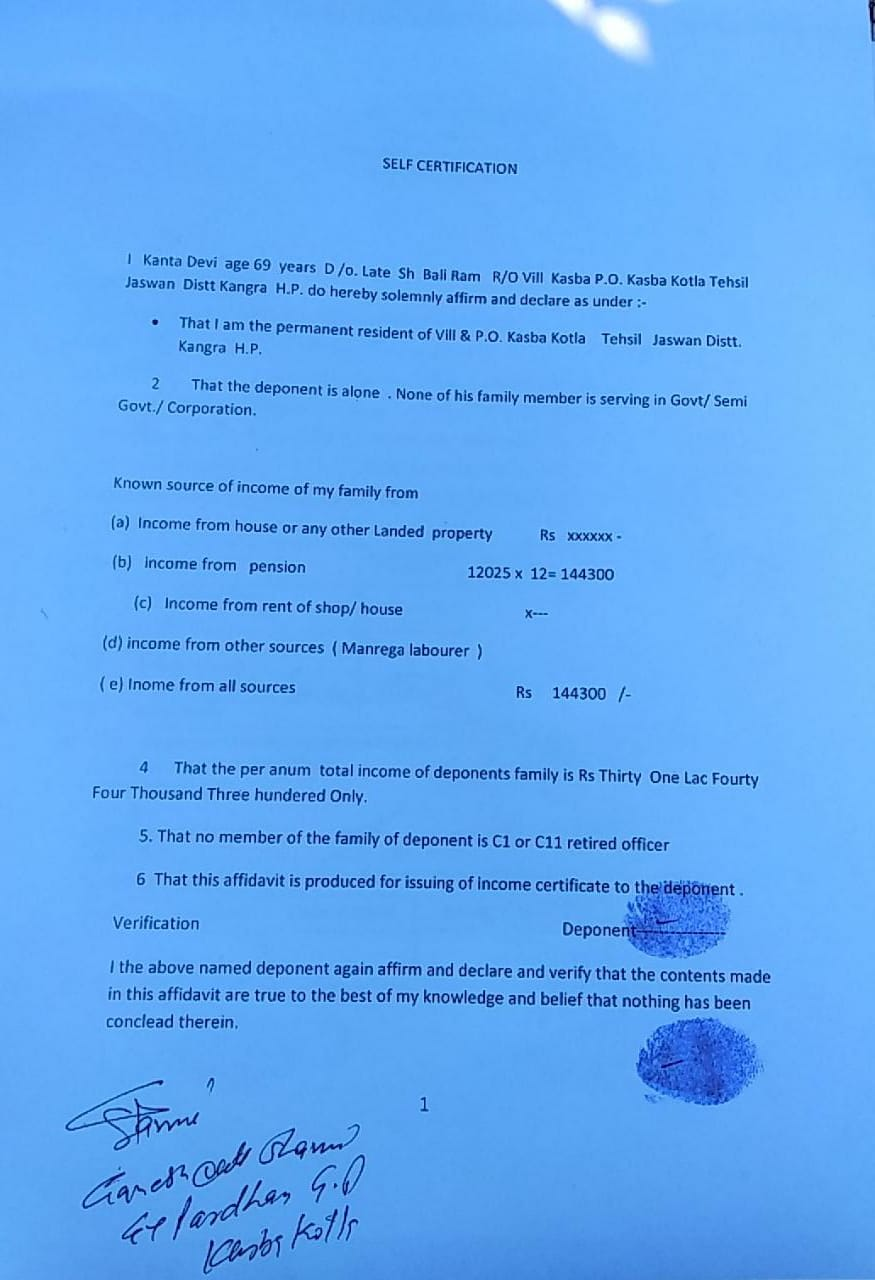 SELF CERTIFICATION
I Kanta Devi age 69 years D/o. Late Sh Bali Ram R/O Vill Kasba P.O. Kasba Kotla Tehsil
Jaswan Distt Kangra H.P. do hereby solemnly affirm and declare as under :-
• That I am the permanent resident of Vill & P.O. Kasba Kotla Tehsil Jaswan Distt.
Kangra H.P.
2 That the deponent is alone . None of his family member is serving in Govt/ Semi
Govt./ Corporation.
Known source of income of my family from
(a) Income from house or any other Landed property Rs xxxxxx -
(b) Income from pension 12025 x 12= 144300
(c) Income from rent of shop/ house x---
(d) income from other sources ( Manrega labourer )
( e) Inome from all sources Rs 144300 /-
4 That the per anum total income of deponents family is Rs Thirty One Lac Fourty
Four Thousand Three hundered Only.
5. That no member of the family of deponent is C1 or C11 retired officer
6 That this affidavit is produced for issuing of Income certificate to the deponent .
Verification Deponent
I the above named deponent again affirm and declare and verify that the contents made
in this affidavit are true to the best of my knowledge and belief that nothing has been
conclead therein.
1
Ganesh Dutt Sharma
Pardhan G.P
Kasba Kotla